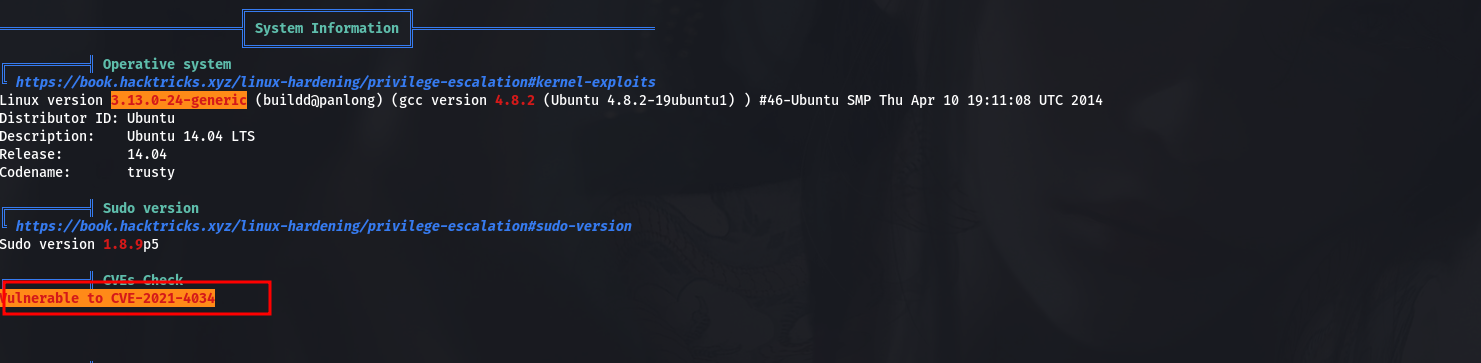 System Information
Operative system
https://book.hacktricks.xyz/linux-hardening/privilege-escalation#kernel-exploits
Linux version 3.13.0-24-generic (buildd@panlong) (gcc version 4.8.2 (Ubuntu 4.8.2-19ubuntu1) ) #46-Ubuntu SMP Thu Apr 10 19:11:08 UTC 2014
Distributor ID: Ubuntu
Description: Ubuntu 14.04 LTS
Release: 14.04
Codename: trusty
Sudo version
https://book.hacktricks.xyz/linux-hardening/privilege-escalation#sudo-version
Sudo version 1.8.9p5
CVEs Check
Vulnerable to CVE-2021-4034